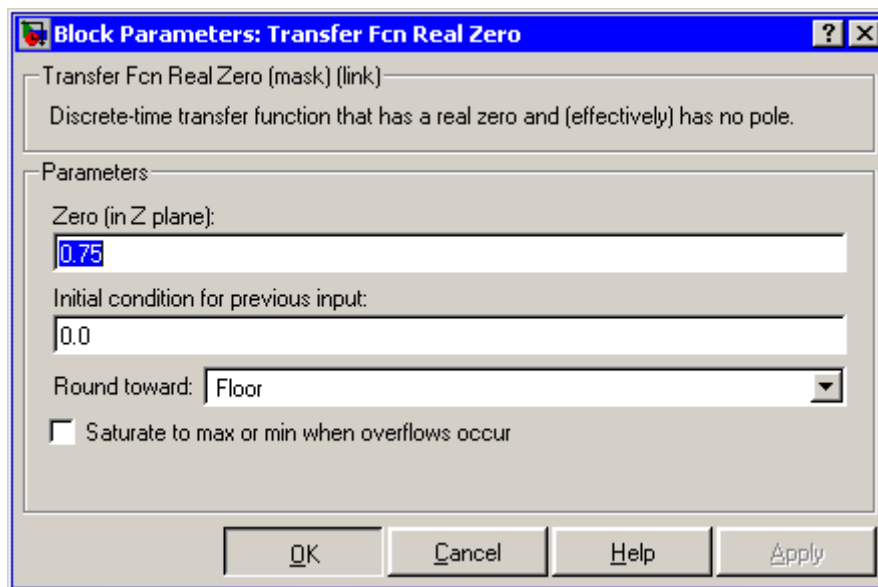 Block Parameters: Transfer Fcn Real Zero
Transfer Fcn Real Zero (mask) (link)
Discrete-time transfer function that has a real zero and (effectively) has no pole.
Parameters
Zero (in Z plane):
0.75
Initial condition for previous input:
0.0
Round toward: Floor
Saturate to max or min when overflows occur
OK Cancel Help Apply